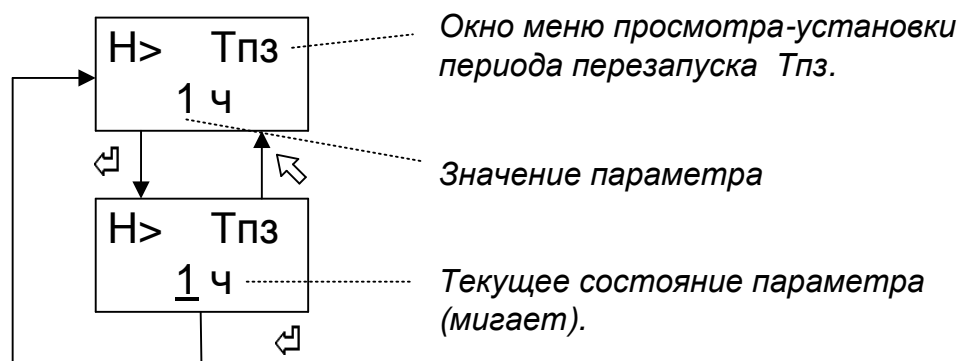 Н> Тпз
1 ч
Окно меню просмотра-установки
периода перезапуска Тпз.
Значение параметра
Н> Тпз
1 ч
Текущее состояние параметра
(мигает).